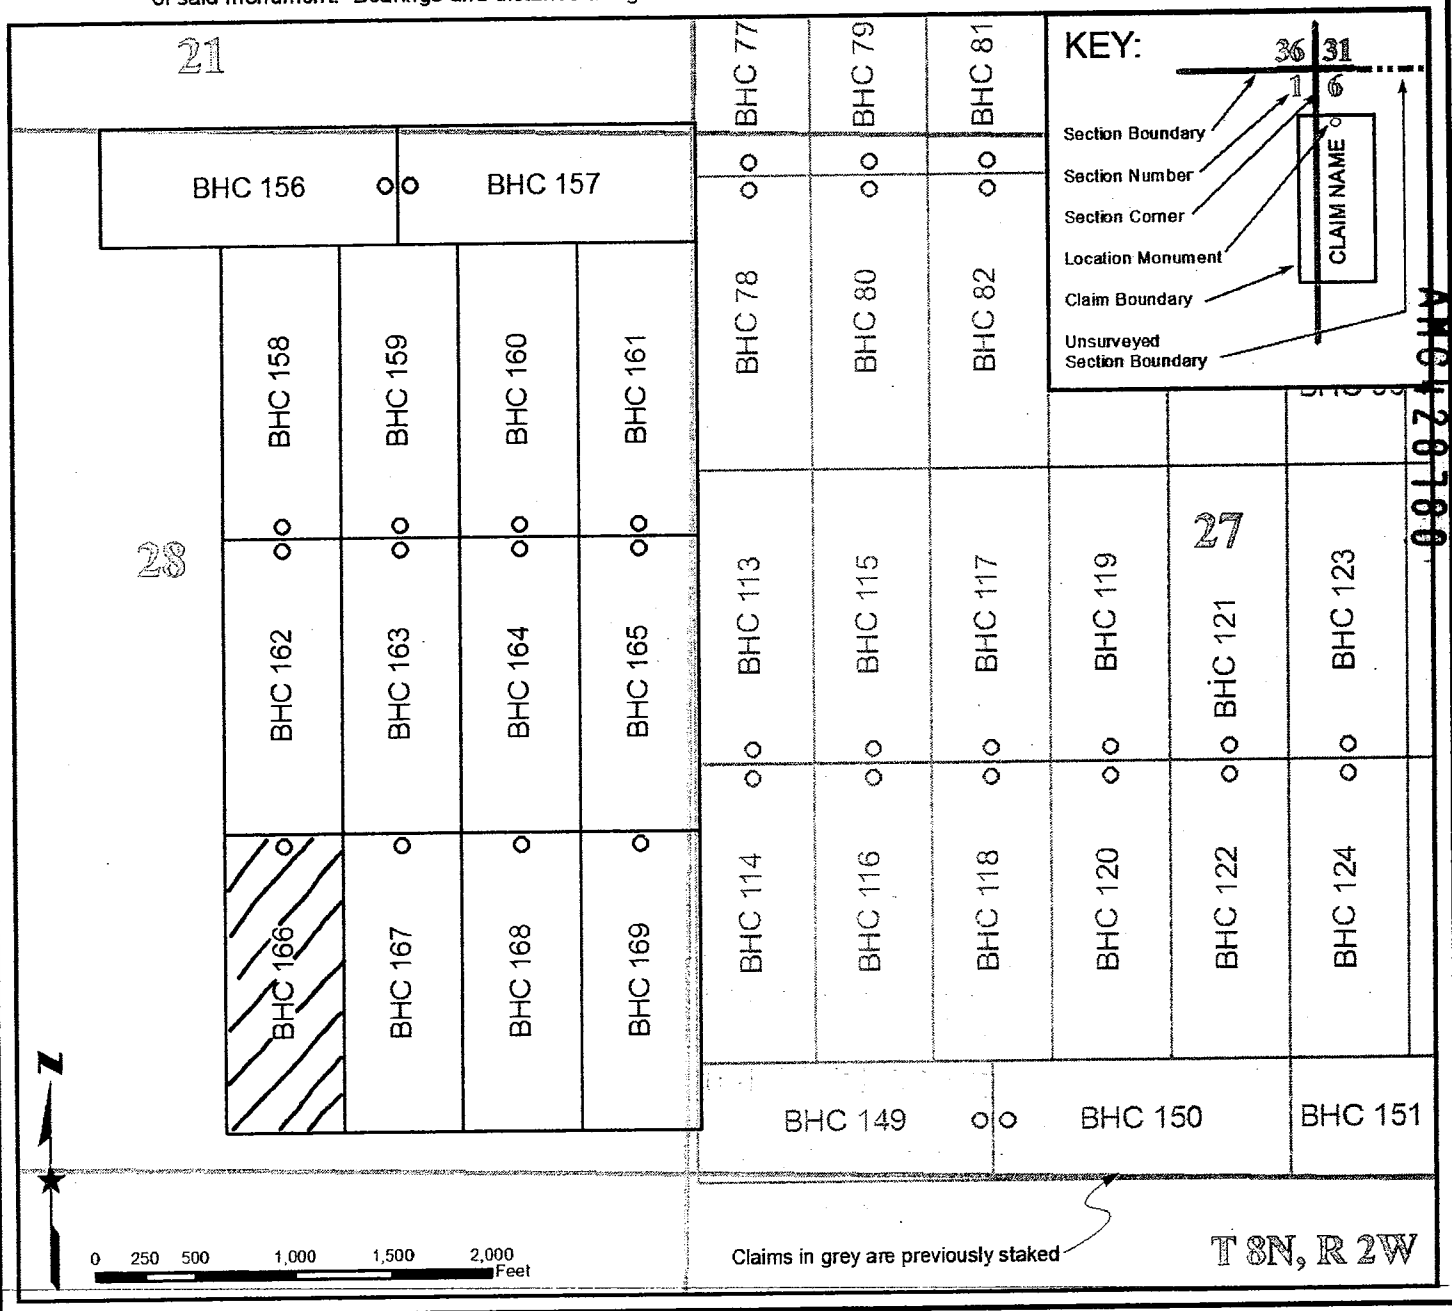 21
BHC 77
BHC 79
BHC 81
KEY:
36 31
1 6
Section Boundary
Section Number
Section Corner
Location Monument
Claim Boundary
Unsurveyed
Section Boundary
CLAIM NAME
AMC428780
BHC 156
BHC 157
BHC 78
BHC 80
BHC 82
BHC 158
BHC 159
BHC 160
BHC 161
28
27
BHC 113
BHC 115
BHC 117
BHC 119
BHC 121
BHC 123
BHC 162
BHC 163
BHC 164
BHC 165
BHC 114
BHC 116
BHC 118
BHC 120
BHC 122
BHC 124
BHC 166
BHC 167
BHC 168
BHC 169
N
BHC 149
BHC 150
BHC 151
0 250 500 1,000 1,500 2,000
Feet
Claims in grey are previously staked
T 8N, R 2W